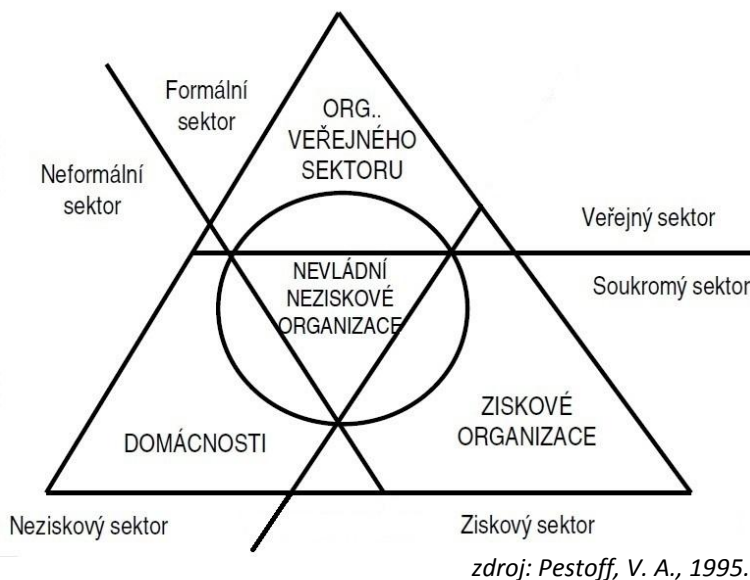 Formální
sektor
ORG..
VEŘEJNÉHO
SEKTORU
Neformální
sektor
Veřejný sektor
NEVLÁDNÍ
NEZISKOVÉ
ORGANIZACE
Soukromý sektor
ZISKOVÉ
ORGANIZACE
DOMÁCNOSTI
Neziskový sektor
Ziskový sektor
zdroj: Pestoff, V. A., 1995.